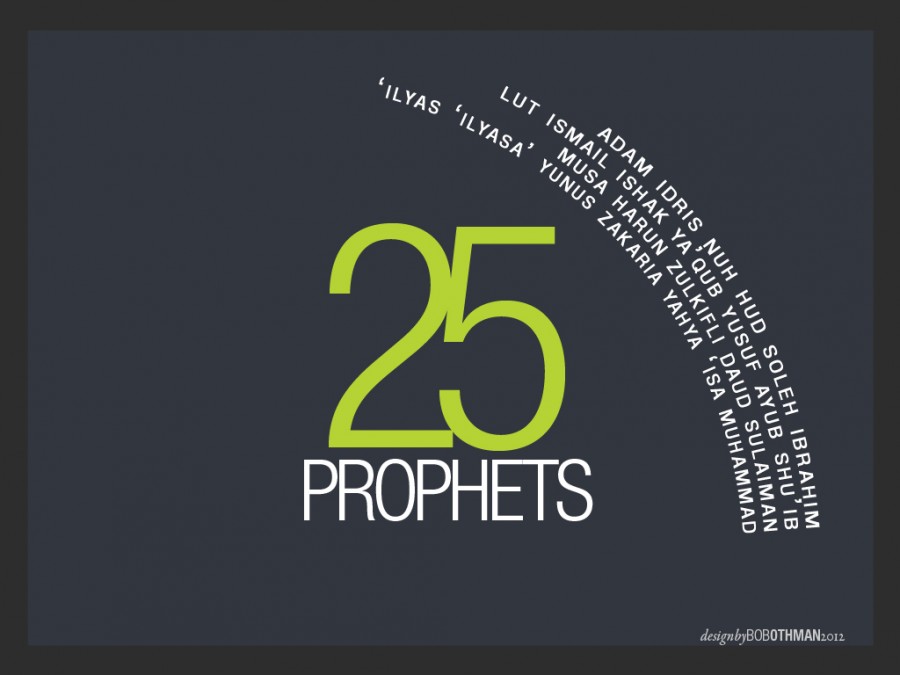 ADAM IDRIS NUH HUD SOLEH IBRAHIM
LUT ISMAIL ISHAK YA'QUB YUSUF AYUB SHU'IB
MUSA HARUN ZULKIFLI DAUD SULAIMAN
'ILYAS 'ILYASA' YUNUS ZAKARIA YAHYA 'ISA MUHAMMAD
25
PROPHETS
designbyBOBOTHMAN2012